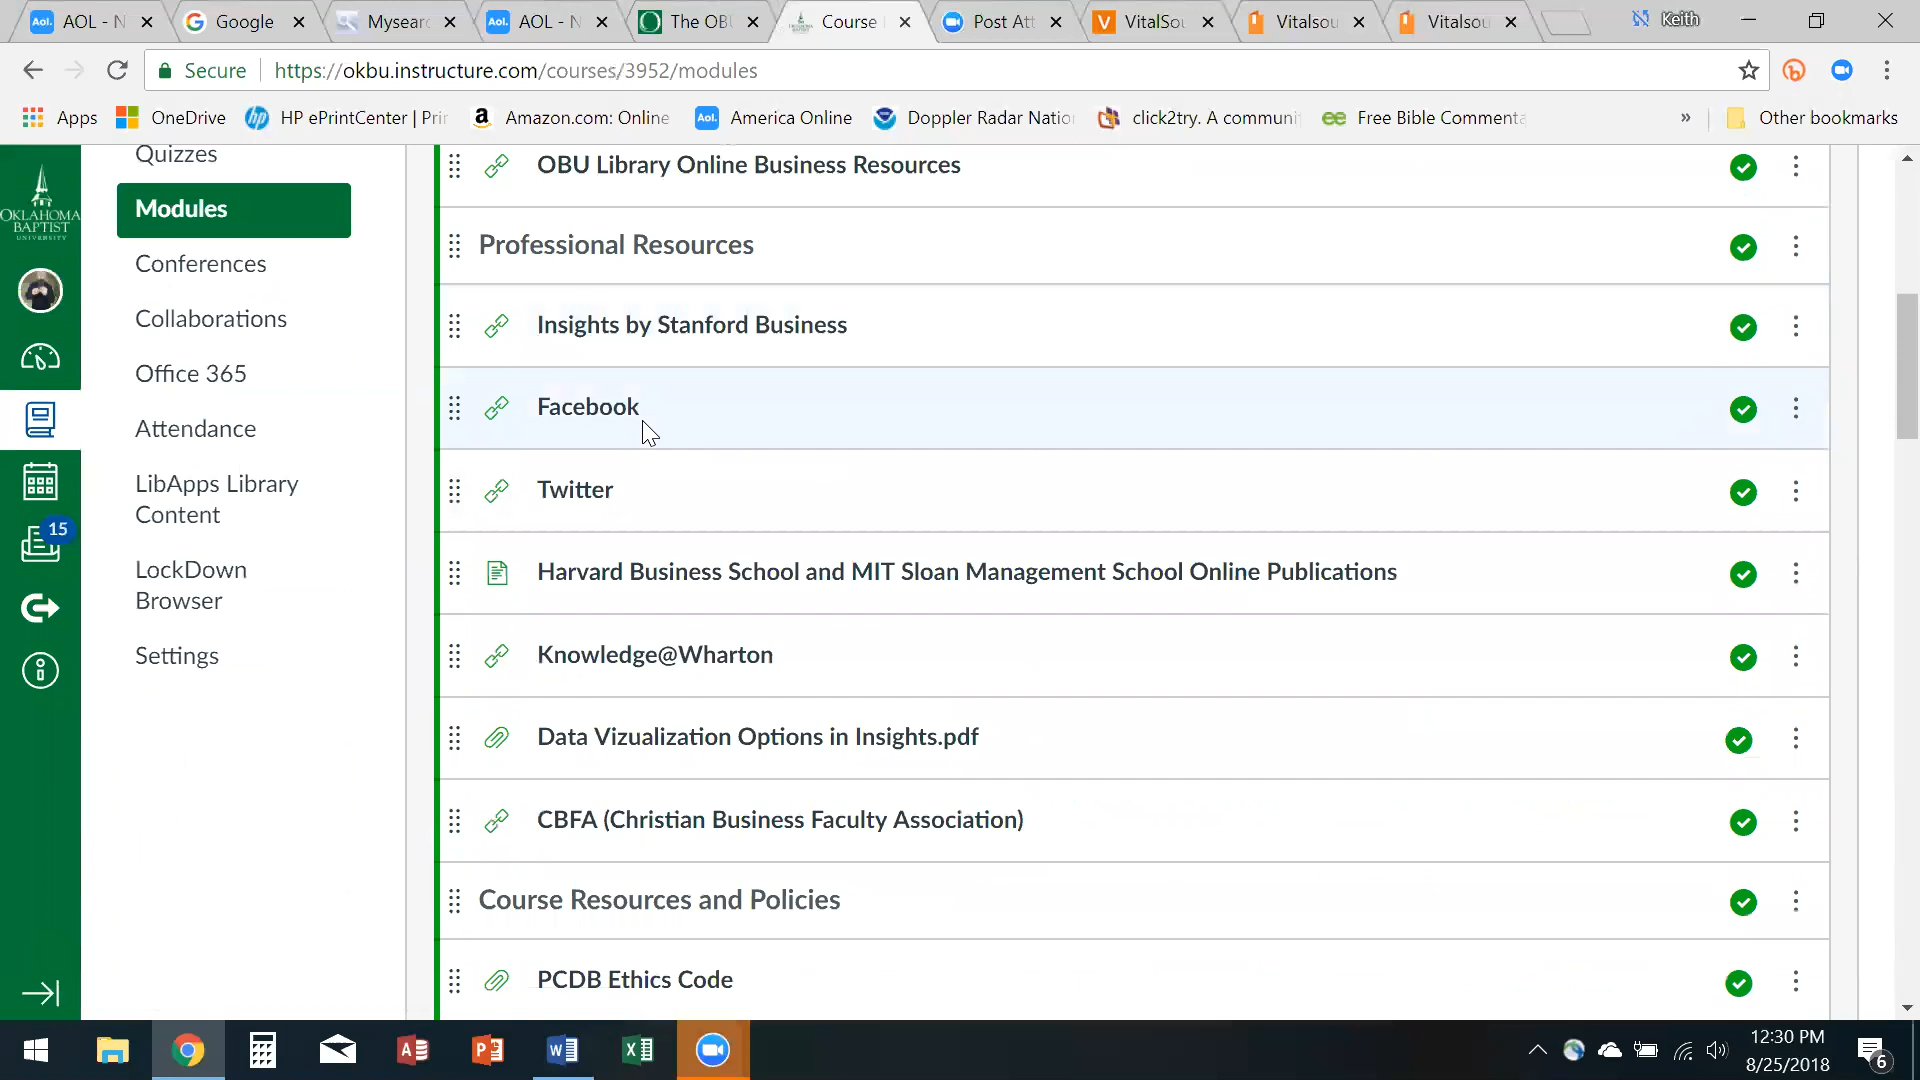 AOL - N
Google
Mysearc
AOL - N
The OBU
Course
Post Att
VitalSou
Vitalsou
Vitalsou
Keith
Secure
https://okbu.instructure.com/courses/3952/modules
Apps
OneDrive
HP ePrintCenter | Prin
Amazon.com: Online
America Online
Doppler Radar Natio
click2try. A communi
Free Bible Commenta
»
Other bookmarks
OKLAHOMA
BAPTIST
UNIVERSITY
15
Quizzes
Modules
Conferences
Collaborations
Office 365
Attendance
LibApps Library
Content
LockDown
Browser
Settings
OBU Library Online Business Resources
Professional Resources
Insights by Stanford Business
Facebook
Twitter
Harvard Business School and MIT Sloan Management School Online Publications
Knowledge@Wharton
Data Vizualization Options in Insights.pdf
CBFA (Christian Business Faculty Association)
Course Resources and Policies
PCDB Ethics Code
12:30 PM
8/25/2018
6